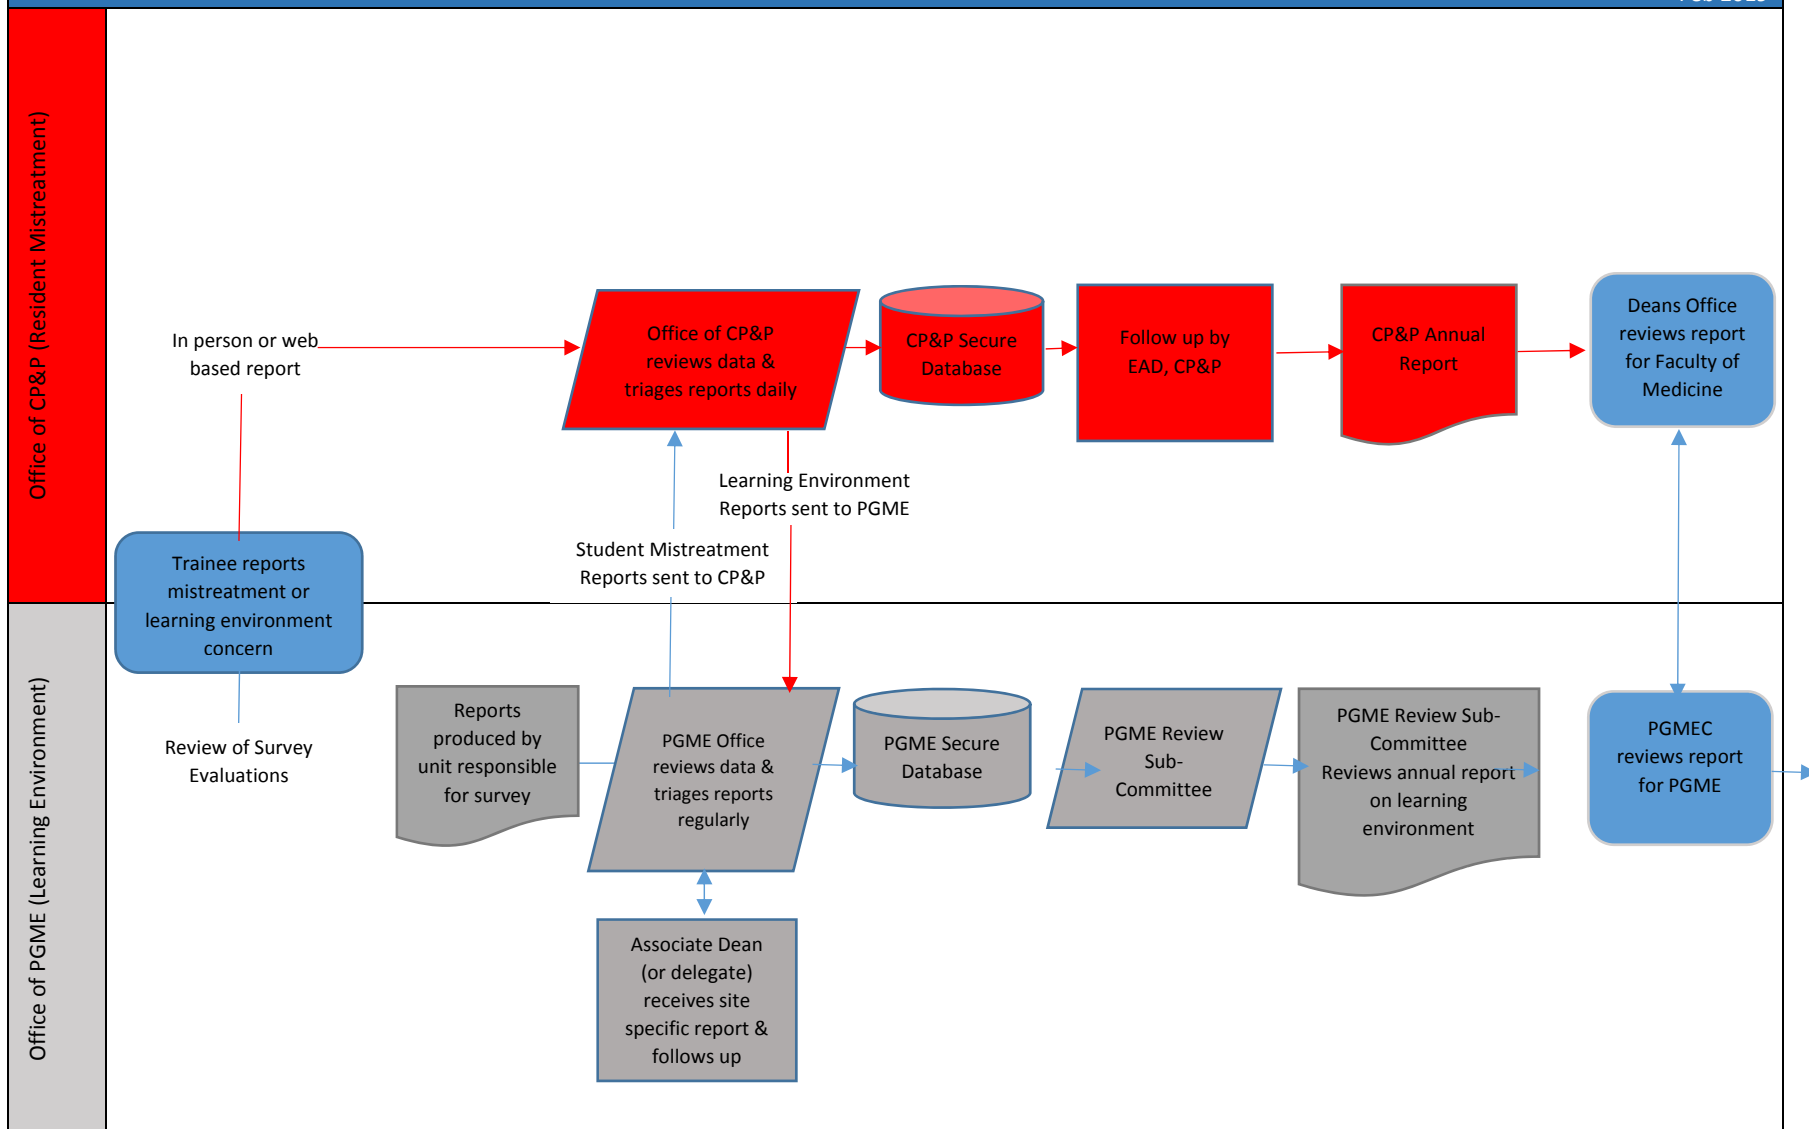 Office of CP&P (Resident Mistreatment)
In person or web
based report
Office of CP&P
reviews data &
triages reports daily
CP&P Secure
Database
Follow up by
EAD, CP&P
CP&P Annual
Report
Deans Office
reviews report
for Faculty of
Medicine
Learning Environment
Reports sent to PGME
Student Mistreatment
Reports sent to CP&P
Trainee reports
mistreatment or
learning environment
concern
Office of PGME (Learning Environment)
Review of Survey
Evaluations
Reports
produced by
unit responsible
for survey
PGME Office
reviews data &
triages reports
regularly
PGME Secure
Database
PGME Review
Sub-
Committee
PGME Review Sub-
Committee
Reviews annual report
on learning
environment
PGMEC
reviews report
for PGME
Associate Dean
(or delegate)
receives site
specific report &
follows up